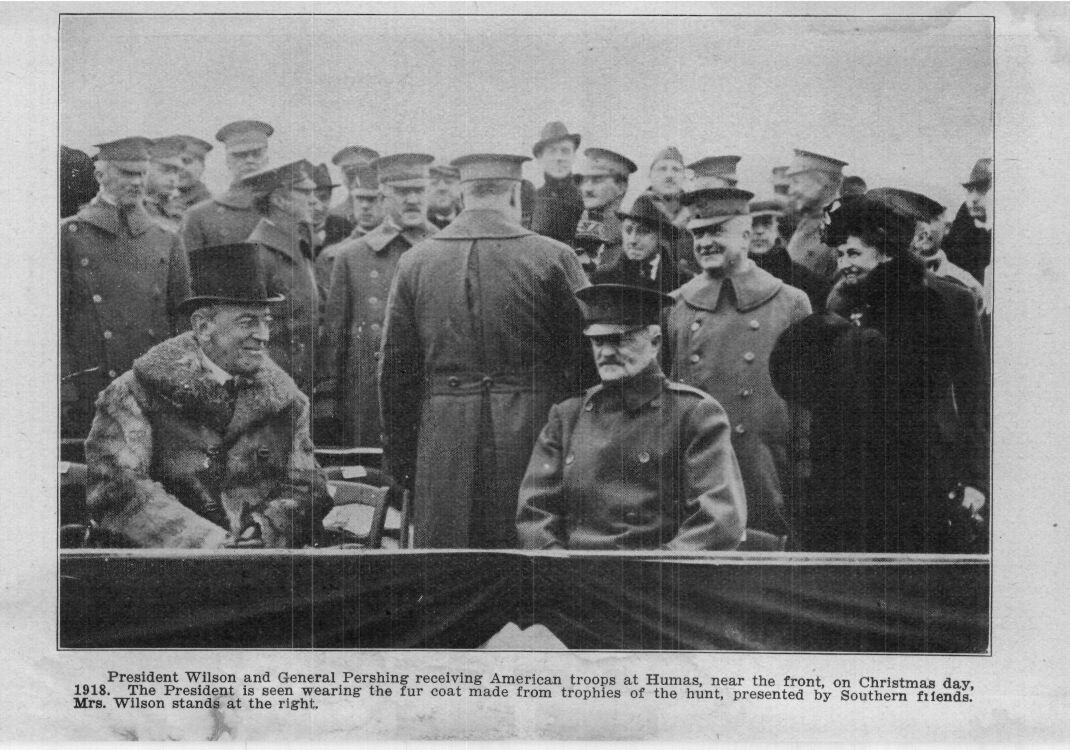 President Wilson and General Pershing receiving American troops at Humas, near the front, on Christmas day,
1918. The President is seen wearing the fur coat made from trophies of the hunt, presented by Southern friends.
Mrs. Wilson stands at the right.